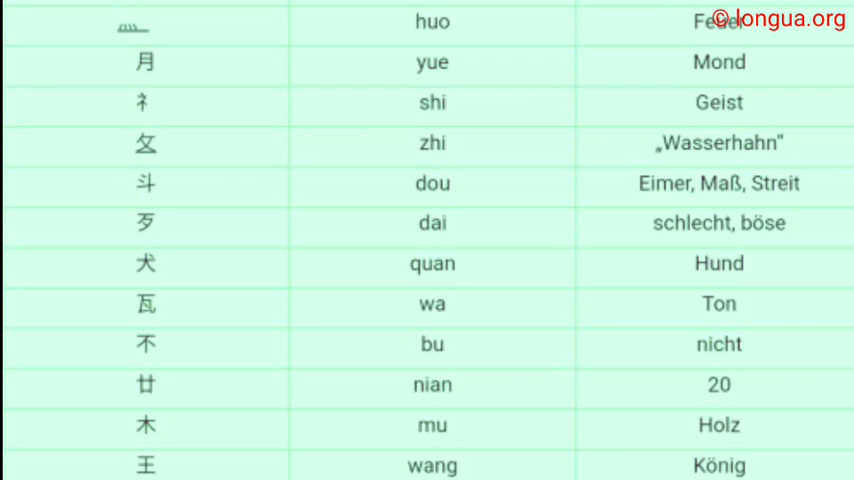 © longua.org
灬 huo Feuer
月 yue Mond
礻 shi Geist
攵 zhi „Wasserhahn“
斗 dou Eimer, Maß, Streit
歹 dai schlecht, böse
犬 quan Hund
瓦 wa Ton
不 bu nicht
廿 nian 20
木 mu Holz
王 wang König